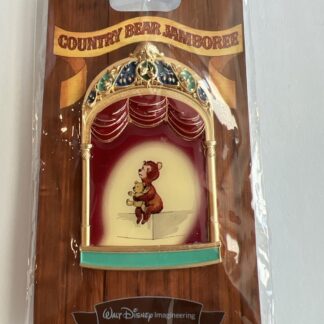 COUNTRY BEAR JAMBOREE
WALT DISNEY Imagineering